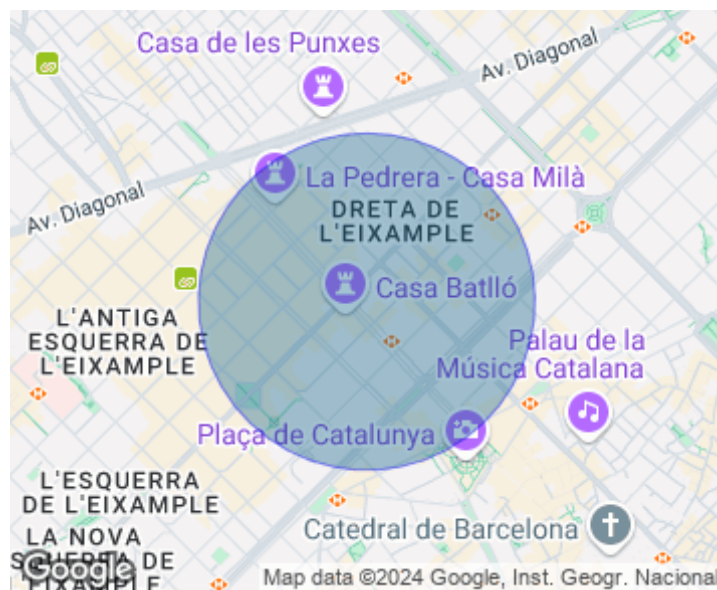 Casa de les Punxes
Av. Diagonal
La Pedrera - Casa Milà
Av. Diagonal
DRETA DE
L'EIXAMPLE
Casa Batlló
L'ANTIGA
ESQUERRA DE
L'EIXAMPLE
Palau de la
Música Catalana
Plaça de Catalunya
L'ESQUERRA
DE L'EIXAMPLE
Catedral de Barcelona
LA NOVA
DE
Google
Map data ©2024 Google, Inst. Geogr. Nacional